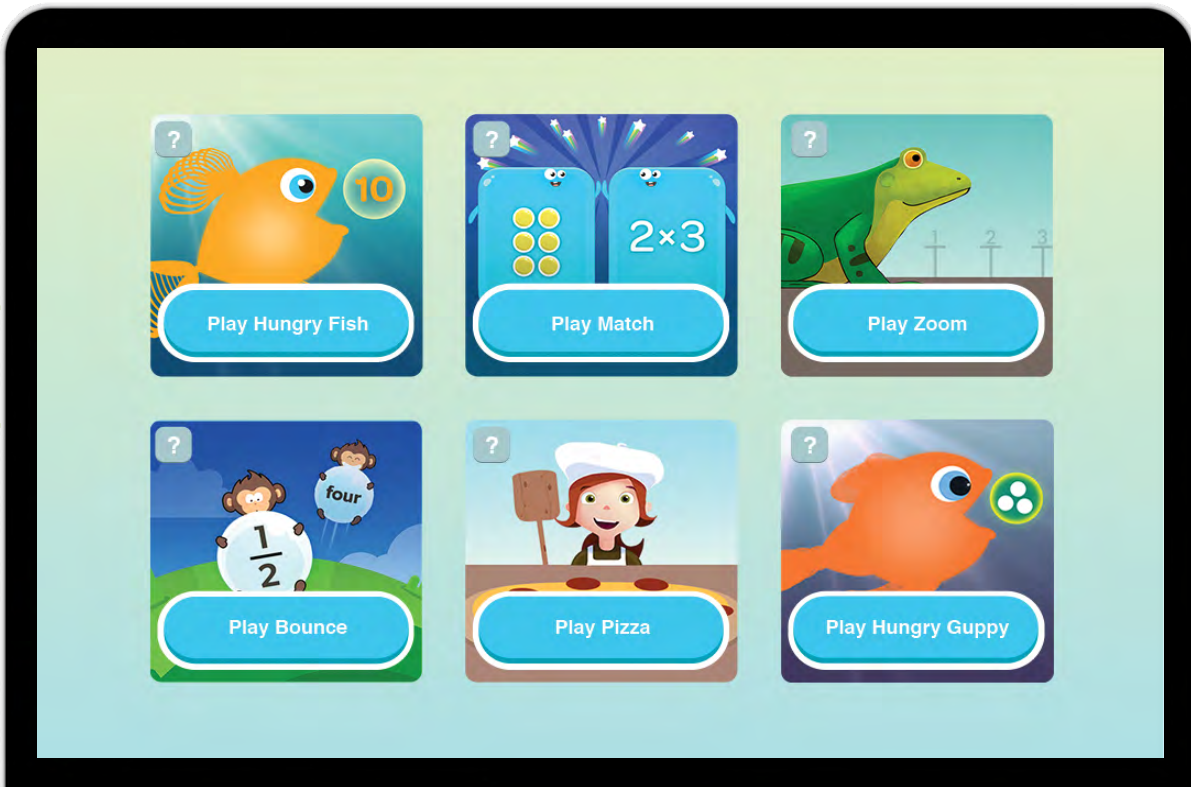 ?
10
Play Hungry Fish
?
2×3
Play Match
?
1 2 3
Play Zoom
?
four
1
2
Play Bounce
?
Play Pizza
?
Play Hungry Guppy